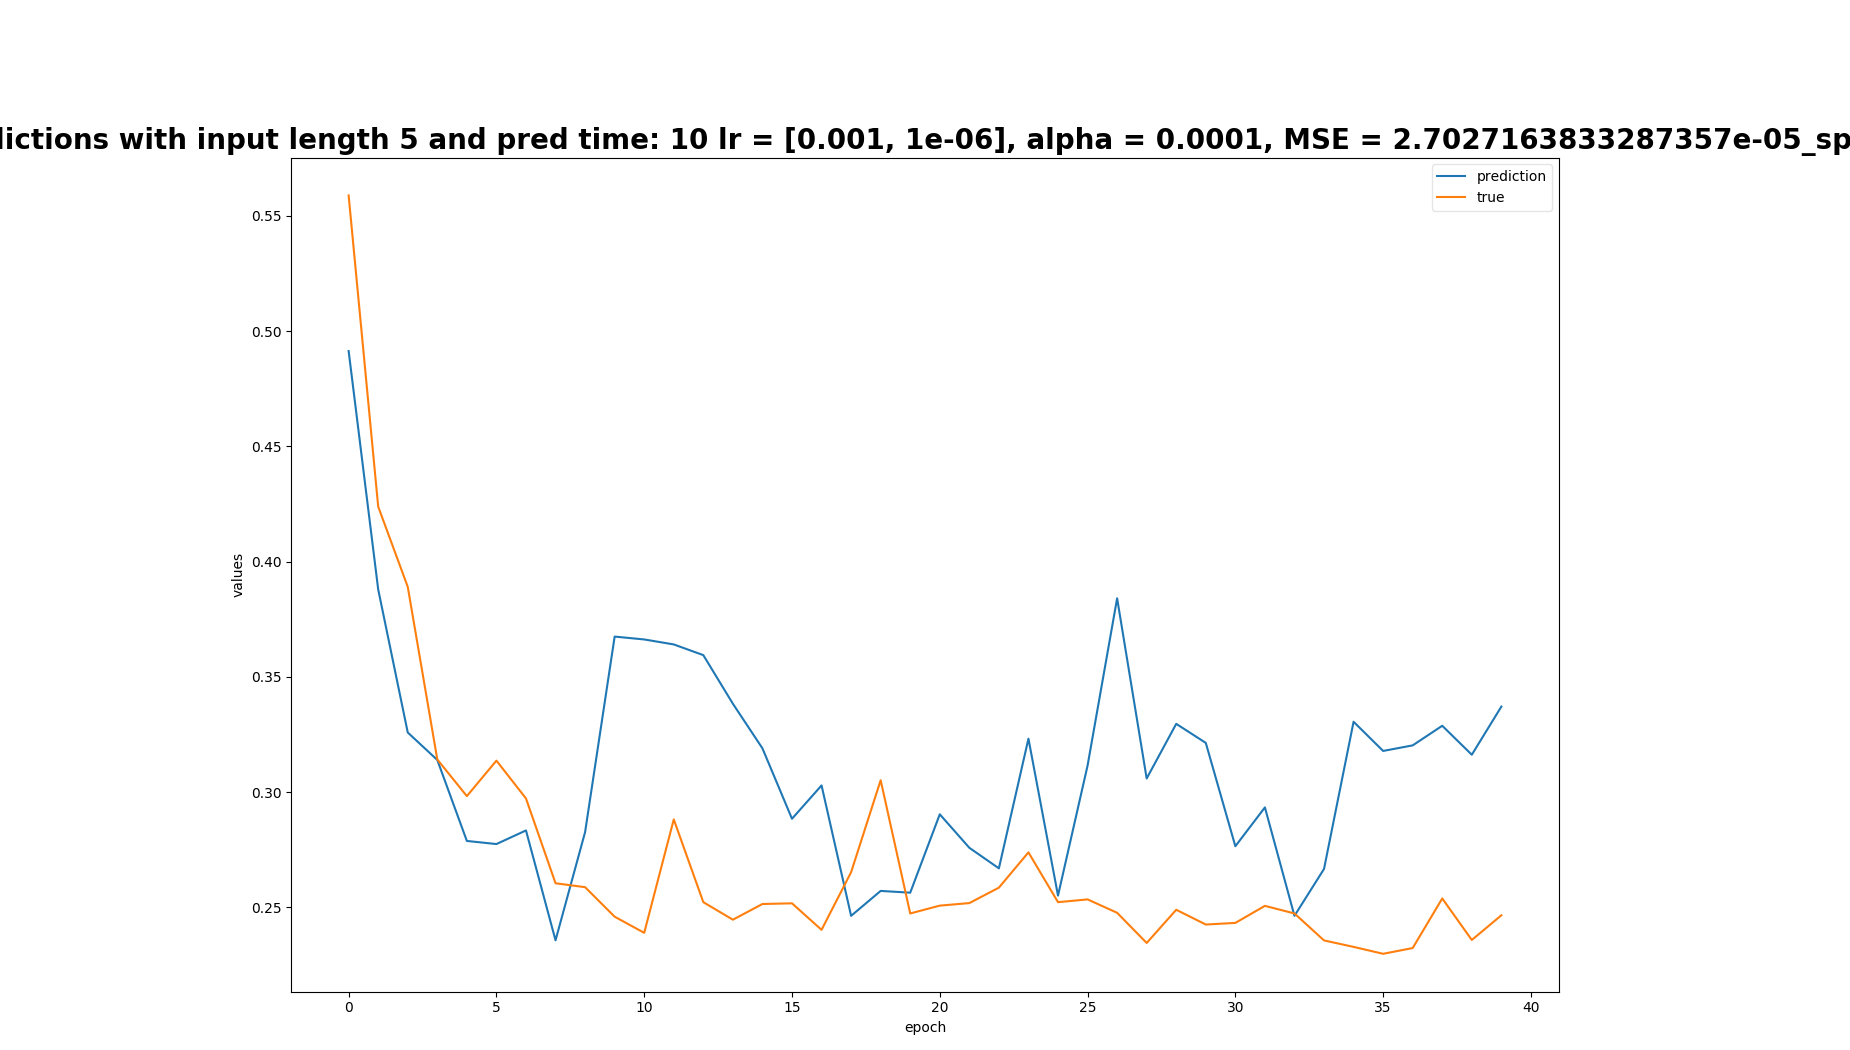 dictions with input length 5 and pred time: 10 lr = [0.001, 1e-06], alpha = 0.0001, MSE = 2.7027163833287357e-05_sp
prediction
true
0.55
0.50
0.45
0.40
0.35
0.30
0.25
values
0 5 10 15 20 25 30 35 40
epoch